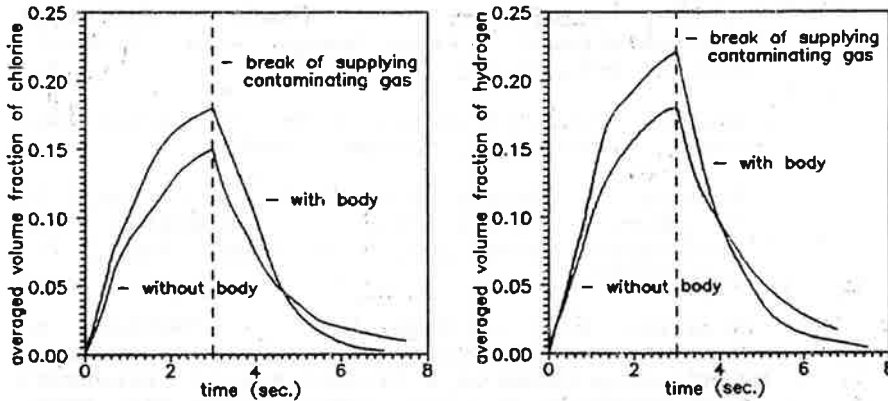 averaged volume fraction of chlorine
0.25
0.20
0.15
0.10
0.05
0.00
– break of supplying
contaminating gas
– with body
– without body
0 2 4 6 8
time (sec.)
averaged volume fraction of hydrogen
0.25
0.20
0.15
0.10
0.05
0.00
– break of supplying
contaminating gas
– with body
– without body
0 2 4 6 8
time (sec.)